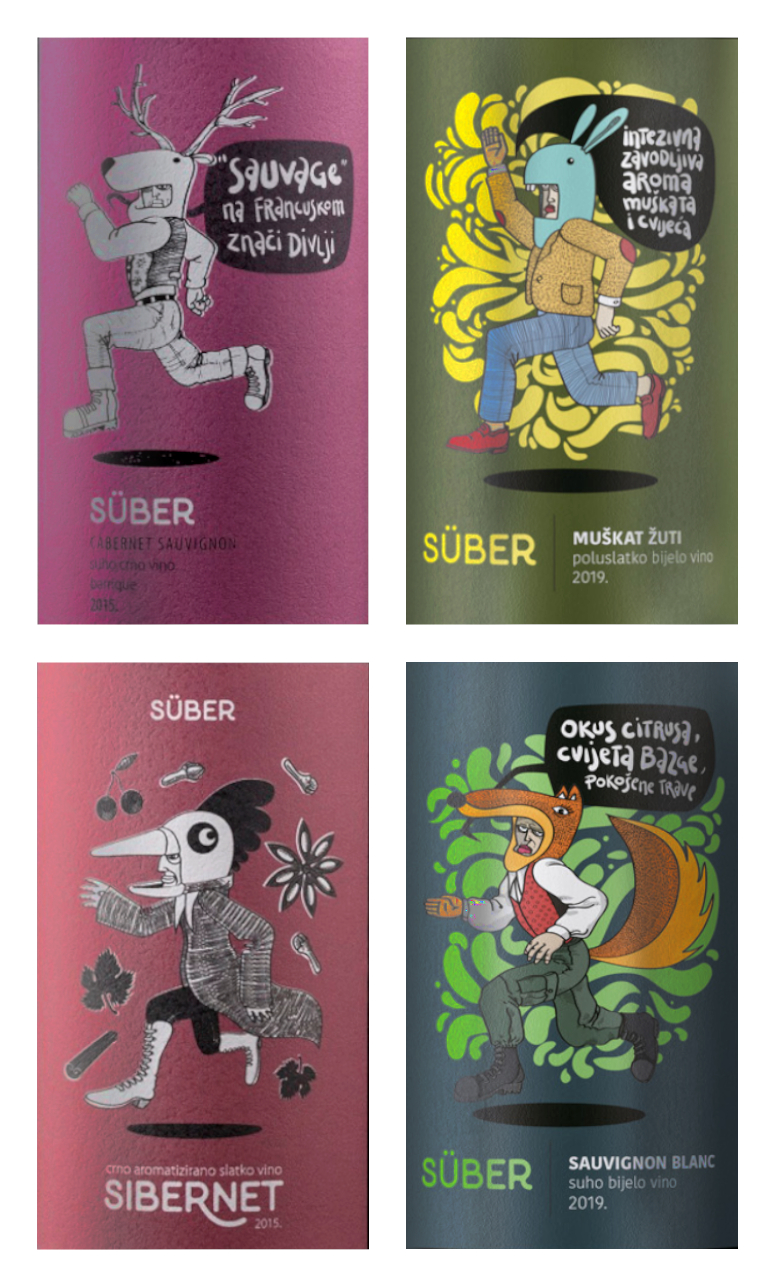 "Sauvage"
na Francuskom
znači Divlji
SÜBER
CABERNET SAUVIGNON
suho crno vino
barrique
2015.
intezivna
zavodljiva
aroma
muškata
i cvijeća
SÜBER
MUŠKAT ŽUTI
poluslatko bijelo vino
2019.
SÜBER
crno aromatizirano slatko vino
SIBERNET
2015.
OKUS CiTRUSA,
cvijeta BAZGE,
POKOŠENE TRAVE
SÜBER
SAUVIGNON BLANC
suho bijelo vino
2019.